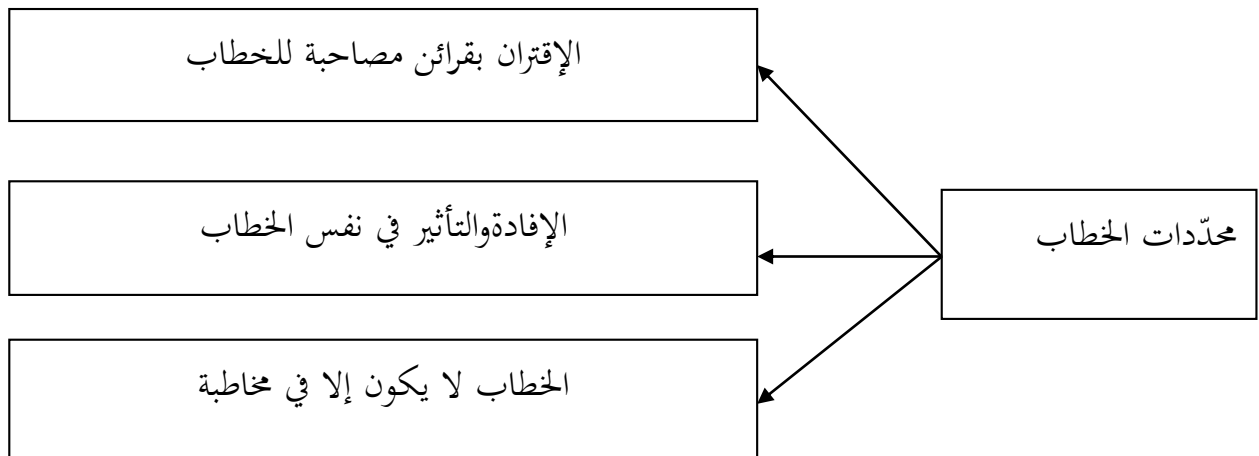 محدّدات الخطاب
الإقتران بقرائن مصاحبة للخطاب
الإفادةوالتأثير في نفس الخطاب
الخطاب لا يكون إلا في مخاطبة